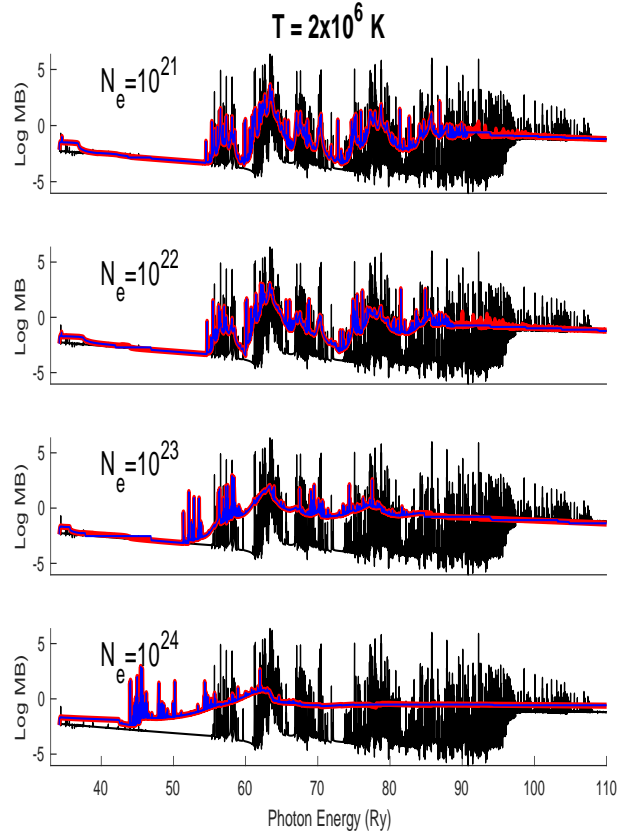 T = 2x10^6 K
Log MB)
5
0
-5
N_e=10^21
Log MB
5
0
-5
N_e=10^22
Log MB)
5
0
-5
N_e=10^23
Log MB)
5
0
-5
N_e=10^24
40 50 60 70 80 90 100 110
Photon Energy (Ry)